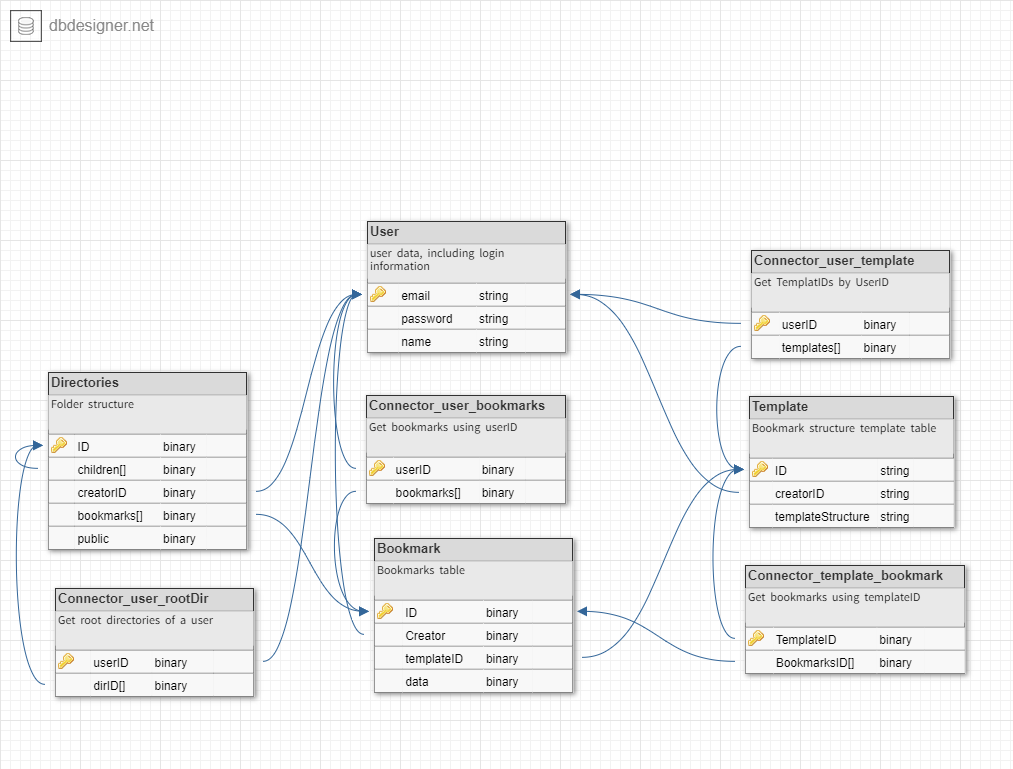 dbdesigner.net
User
user data, including login
information
email string
password string
name string
Connector_user_template
Get TemplatIDs by UserID
userID binary
templates[] binary
Directories
Folder structure
ID binary
children[] binary
creatorID binary
bookmarks[] binary
public binary
Connector_user_bookmarks
Get bookmarks using userID
userID binary
bookmarks[] binary
Template
Bookmark structure template table
ID string
creatorID string
templateStructure string
Bookmark
Bookmarks table
ID binary
Creator binary
templateID binary
data binary
Connector_user_rootDir
Get root directories of a user
userID binary
dirID[] binary
Connector_template_bookmark
Get bookmarks using templateID
TemplateID binary
BookmarksID[] binary